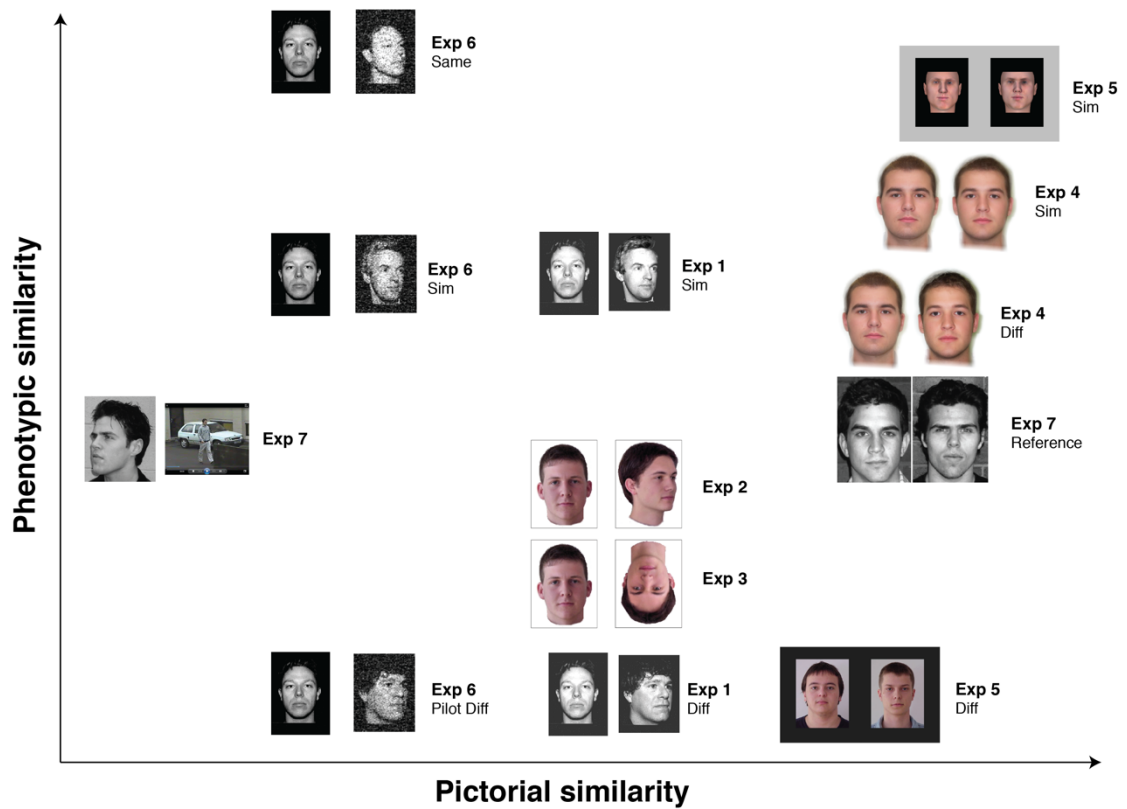 Exp 6
Same
Exp 5
Sim
Exp 4
Sim
Exp 6
Sim
Exp 1
Sim
Exp 4
Diff
Exp 7
Exp 7
Reference
Exp 2
Exp 3
Exp 6
Pilot Diff
Exp 1
Diff
Exp 5
Diff
Phenotypic similarity
Pictorial similarity